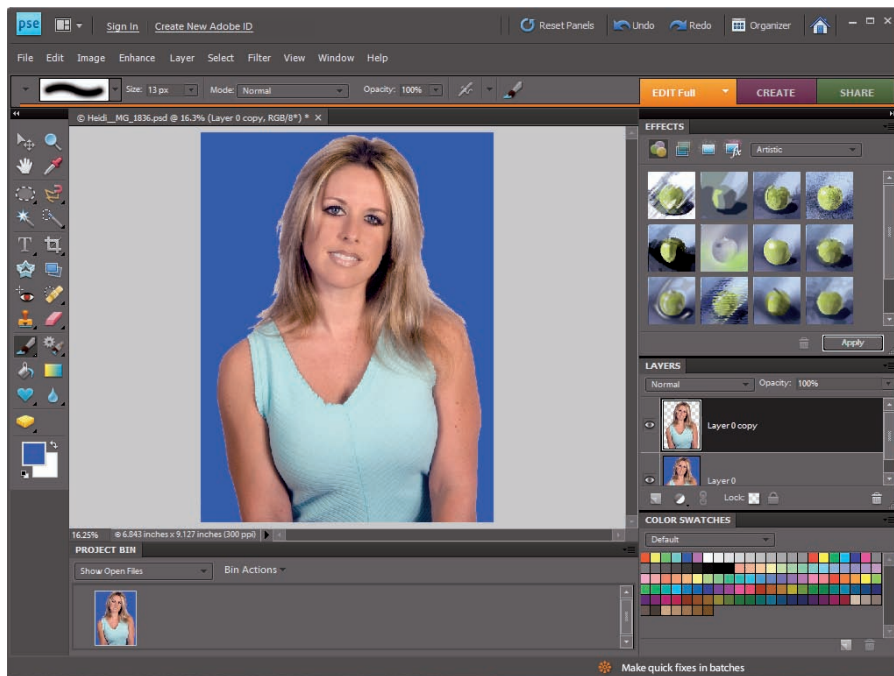 pse Sign In Create New Adobe ID Reset Panels Undo Redo Organizer
File Edit Image Enhance Layer Select Filter View Window Help
Size: 13 px Mode: Normal Opacity: 100% EDIT Full CREATE SHARE
© Heidi__MG_1836.psd @ 16.3% (Layer 0 copy, RGB/8*) * ×
EFFECTS
Artistic
Apply
LAYERS
Normal Opacity: 100%
Layer 0 copy
Layer 0
Lock:
16.25% 6.843 inches x 9.127 inches (300 ppi)
COLOR SWATCHES
Default
PROJECT BIN
Show Open Files Bin Actions
Make quick fixes in batches